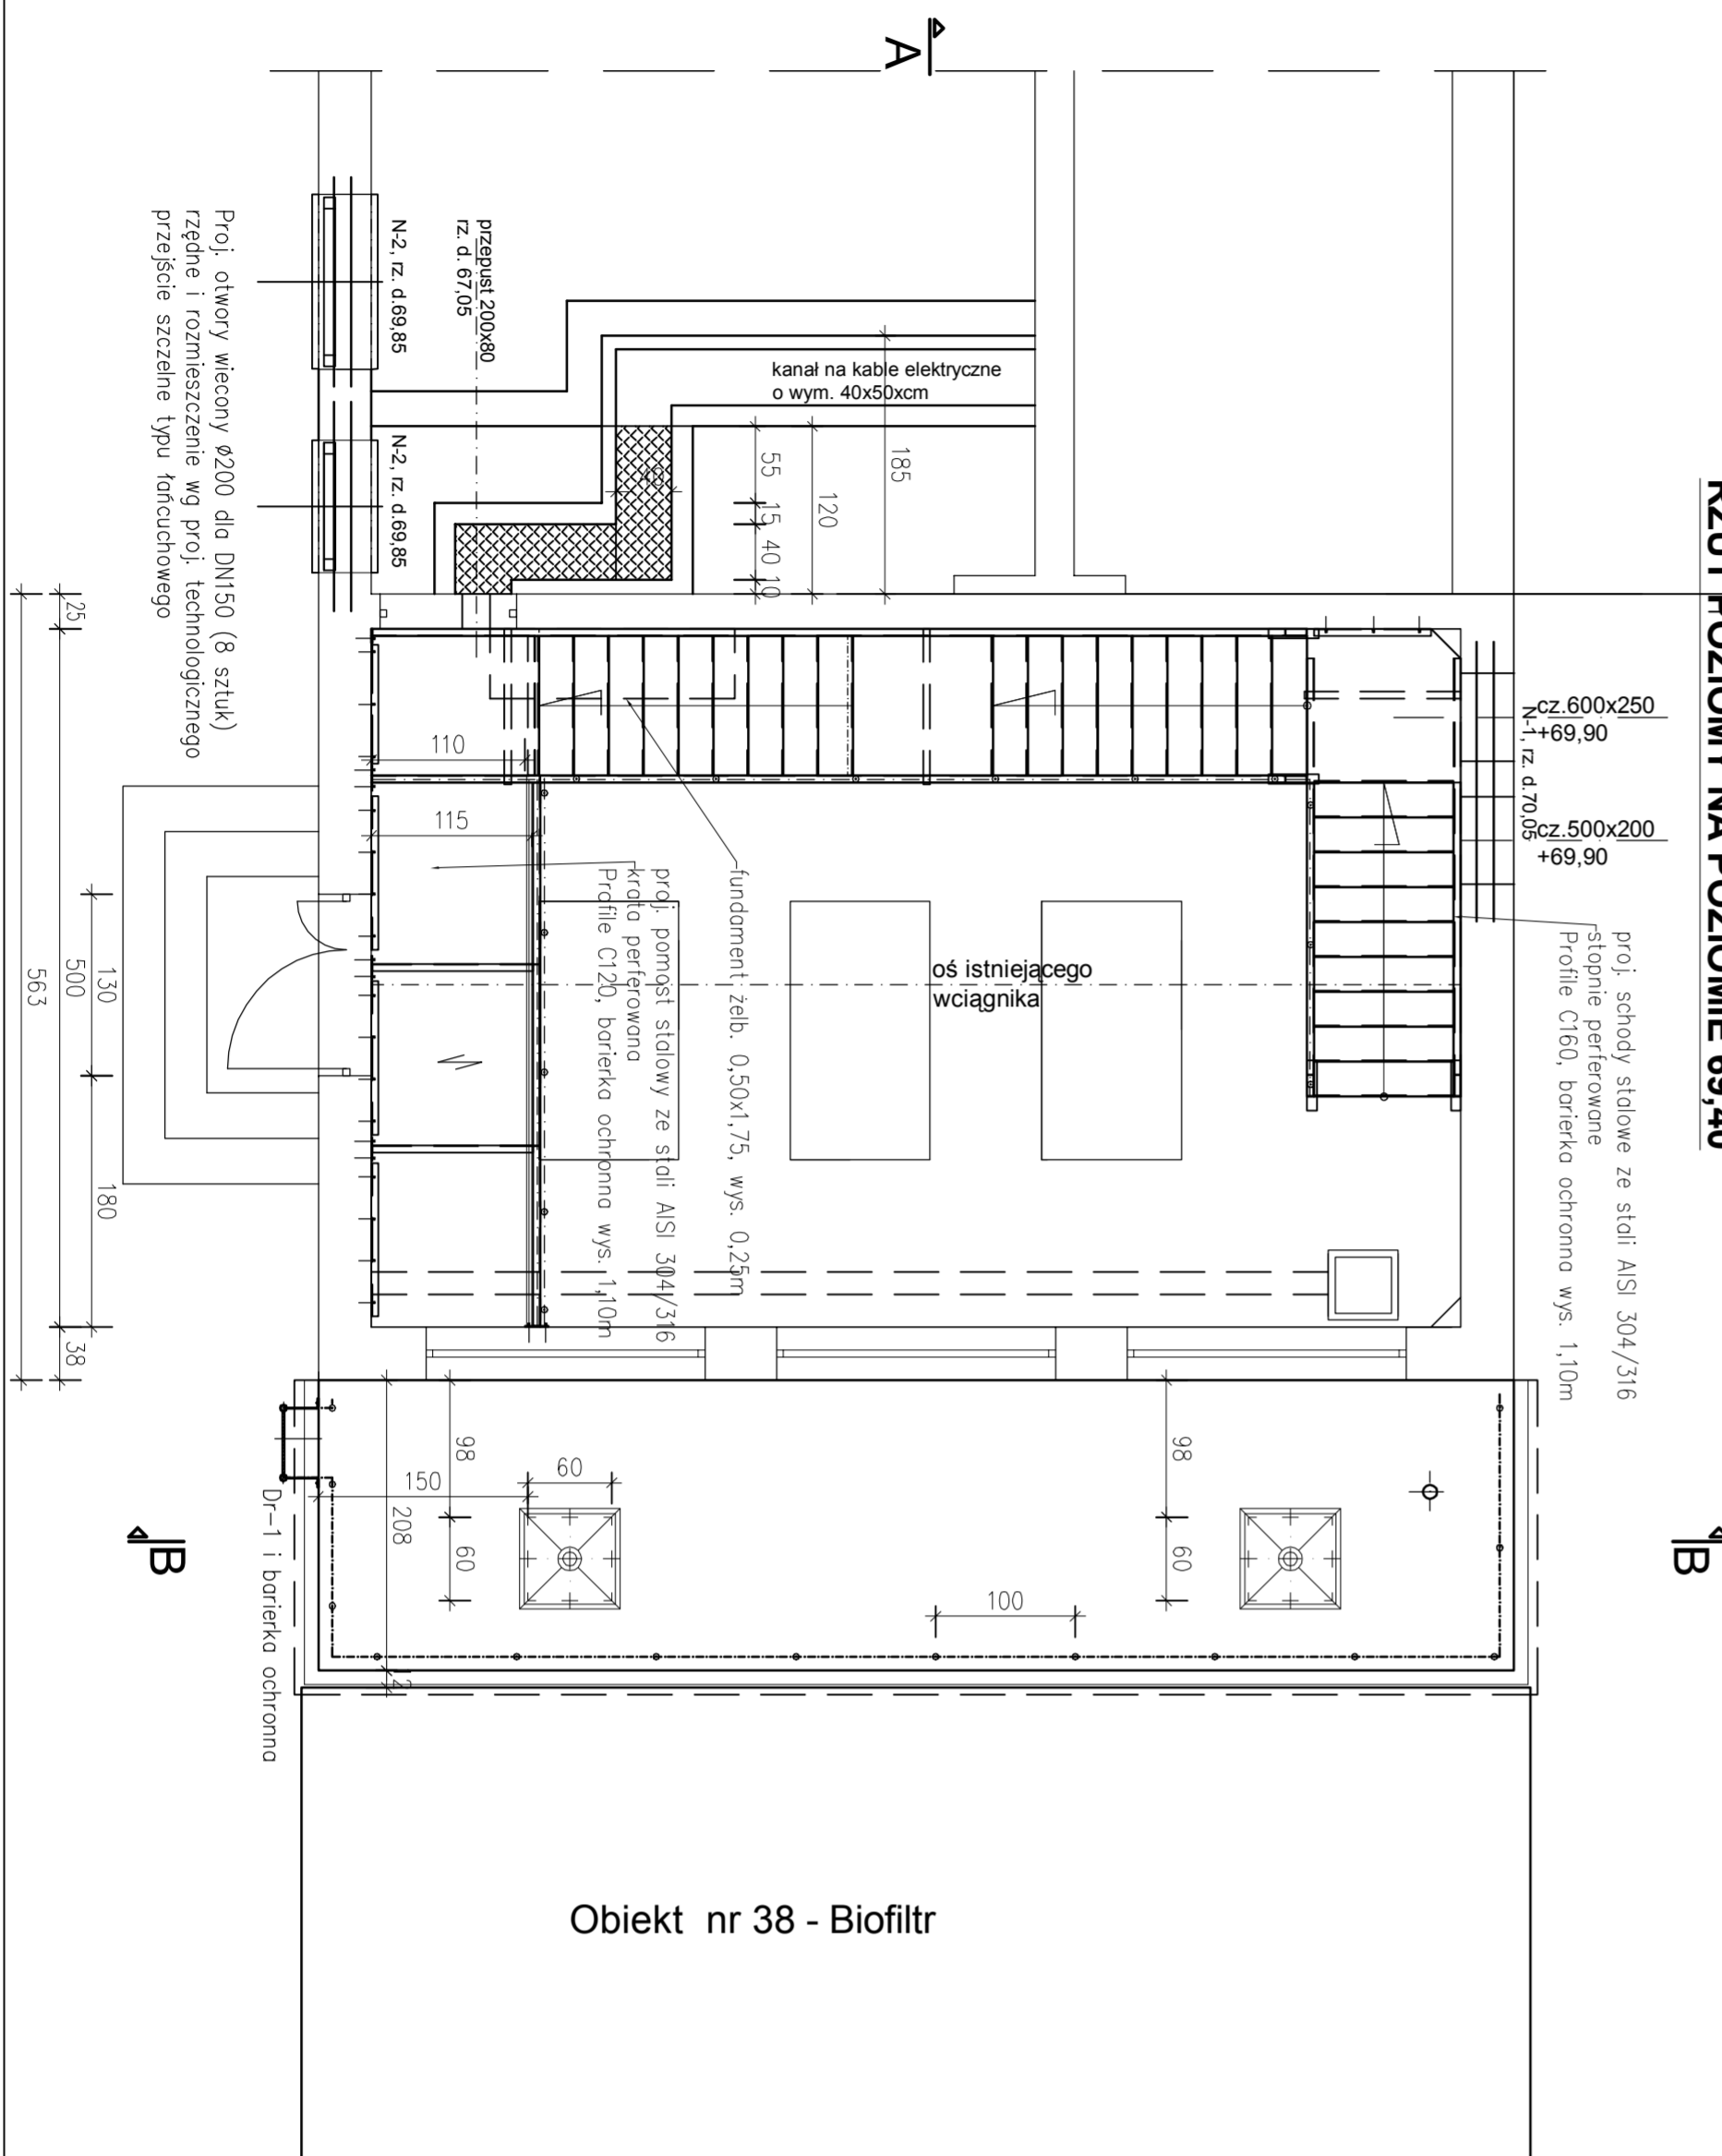 RZUT POZIOMY NA POZIOMIE 69,40
A
przepust 200x80
rz. d. 67,05
N-2, rz. d.69,85
N-2, rz. d.69,85
Proj. otwory wiecony Ø200 dla DN150 (8 sztuk)
rzędne i rozmieszczenie wg proj. technologicznego
przejście szczelne typu łańcuchowego
kanał na kable elektryczne
o wym. 40x50xcm
185
120
55
15
40
10
40
cz.600x250
+69,90
N-1, rz. d.70,05
cz.500x200
+69,90
proj. schody stalowe ze stali AISI 304/316
stopnie perferowane
Profile C160, barierka ochronna wys. 1,10m
110
115
fundament żelb. 0,50x1,75, wys. 0,25m
proj. pomost stalowy ze stali AISI 304/316
krata perferowana
Profile C120, barierka ochronna wys. 1,10m
oś istniejącego
wciągnika
25
130
500
563
180
38
98
150
208
60
60
98
60
100
12
Dr-1 i barierka ochronna
B
B
Obiekt nr 38 - Biofiltr